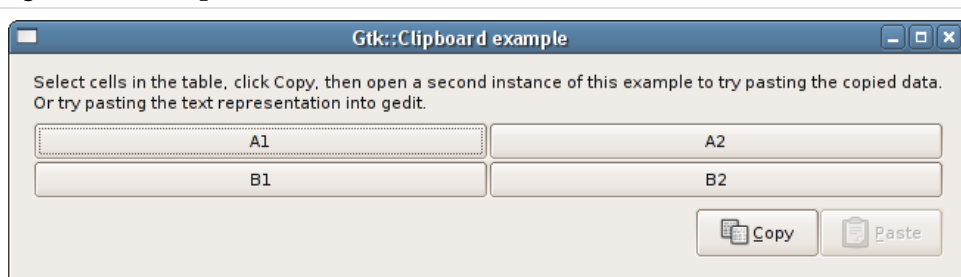 Gtk::Clipboard example
Select cells in the table, click Copy, then open a second instance of this example to try pasting the copied data.
Or try pasting the text representation into gedit.
A1 A2
B1 B2
Copy Paste